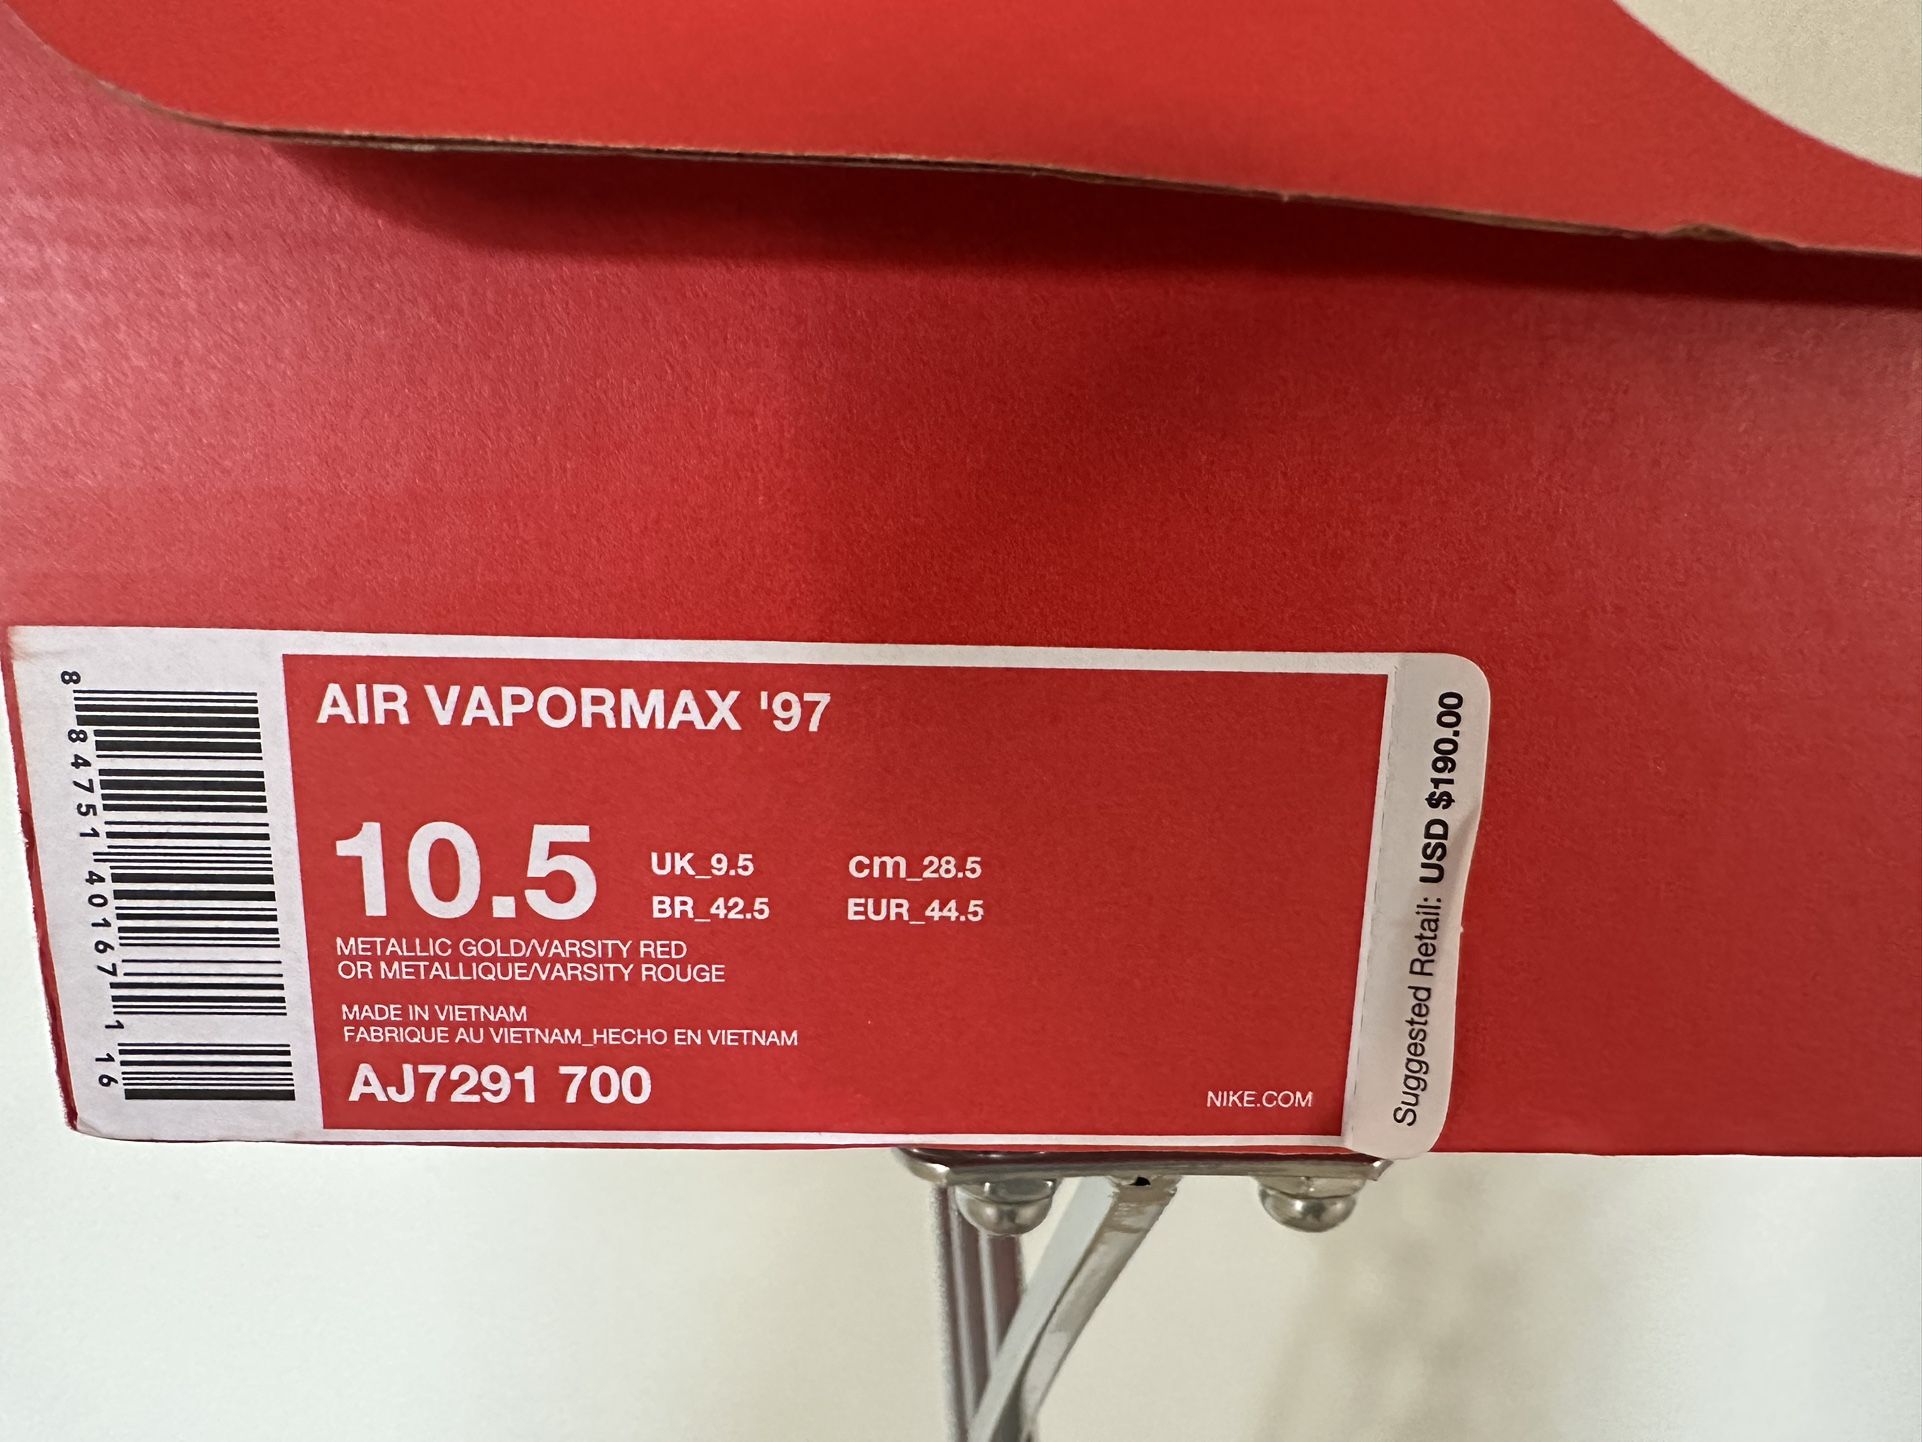 AIR VAPORMAX '97
10.5
UK_9.5
cm_28.5
BR_42.5
EUR_44.5
METALLIC GOLD/VARSITY RED
OR METALLIQUE/VARSITY ROUGE
MADE IN VIETNAM
FABRIQUE AU VIETNAM_HECHO EN VIETNAM
AJ7291 700
NIKE.COM
8 84751 40167 1 16
Suggested Retail: USD $190.00